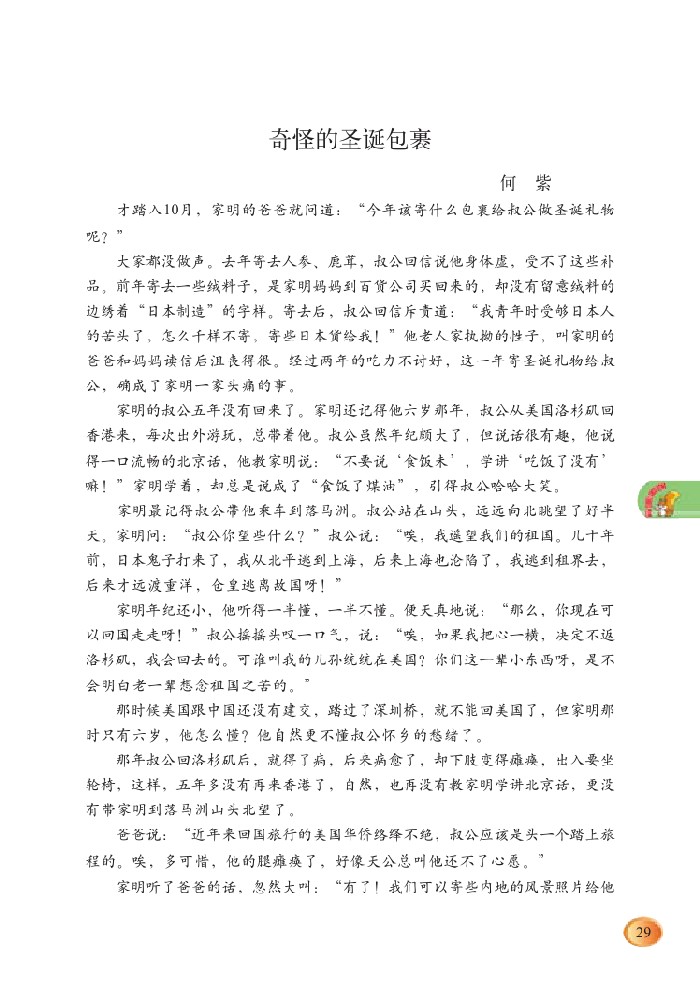 奇怪的圣诞包裹
何 紫
才踏入10月，家明的爸爸就问道：“今年该寄什么包裹给叔公做圣诞礼物
呢？”
大家都没做声。去年寄去人参、鹿茸，叔公回信说他身体虚，受不了这些补
品。前年寄去一些绒料子，是家明妈妈到百货公司买回来的，却没有留意绒料的
边绣着“日本制造”的字样。寄去后，叔公回信斥责道：“我青年时受够日本人
的苦头了，怎么千样不寄，寄些日本货给我！”他老人家执拗的性子，叫家明的
爸爸和妈妈读信后沮丧得很。经过两年的吃力不讨好，这一年寄圣诞礼物给叔
公，确成了家明一家头痛的事。
家明的叔公五年没有回来了。家明还记得他六岁那年，叔公从美国洛杉矶回
香港来，每次出外游玩，总带着他。叔公虽然年纪颇大了，但说话很有趣，他说
得一口流畅的北京话，他教家明说：“不要说‘食饭未’，学讲‘吃饭了没有’
嘛！”家明学着，却总是说成了“食饭了煤油”，引得叔公哈哈大笑。
家明最记得叔公带他乘车到落马洲。叔公站在山头，远远向北眺望了好半
天。家明问：“叔公你望些什么？”叔公说：“唉，我遥望我们的祖国。几十年
前，日本鬼子打来了，我从北平逃到上海，后来上海也沦陷了，我逃到租界去，
后来才远渡重洋，仓皇逃离故国呀！”
家明年纪还小，他听得一半懂，一半不懂。便天真地说：“那么，你现在可
以回国走走呀！”叔公摇摇头叹一口气，说：“唉，如果我把心一横，决定不返
洛杉矶，我会回去的。可谁叫我的儿孙统统在美国？你们这一辈小东西呀，是不
会明白老一辈想念祖国之苦的。”
那时候美国跟中国还没有建交，踏过了深圳桥，就不能回美国了，但家明那
时只有六岁，他怎么懂？他自然更不懂叔公怀乡的愁绪了。
那年叔公回洛杉矶后，就得了病，后来病愈了，却下肢变得瘫痪，出入要坐
轮椅，这样，五年多没有再来香港了，自然，也再没有教家明学讲北京话，更没
有带家明到落马洲山头北望了。
爸爸说：“近年来回国旅行的美国华侨络绎不绝，叔公应该是头一个踏上旅
程的。唉，多可惜，他的腿瘫痪了，好像天公总叫他还不了心愿。”
家明听了爸爸的话，忽然大叫：“有了！我们可以寄些内地的风景照片给他
29